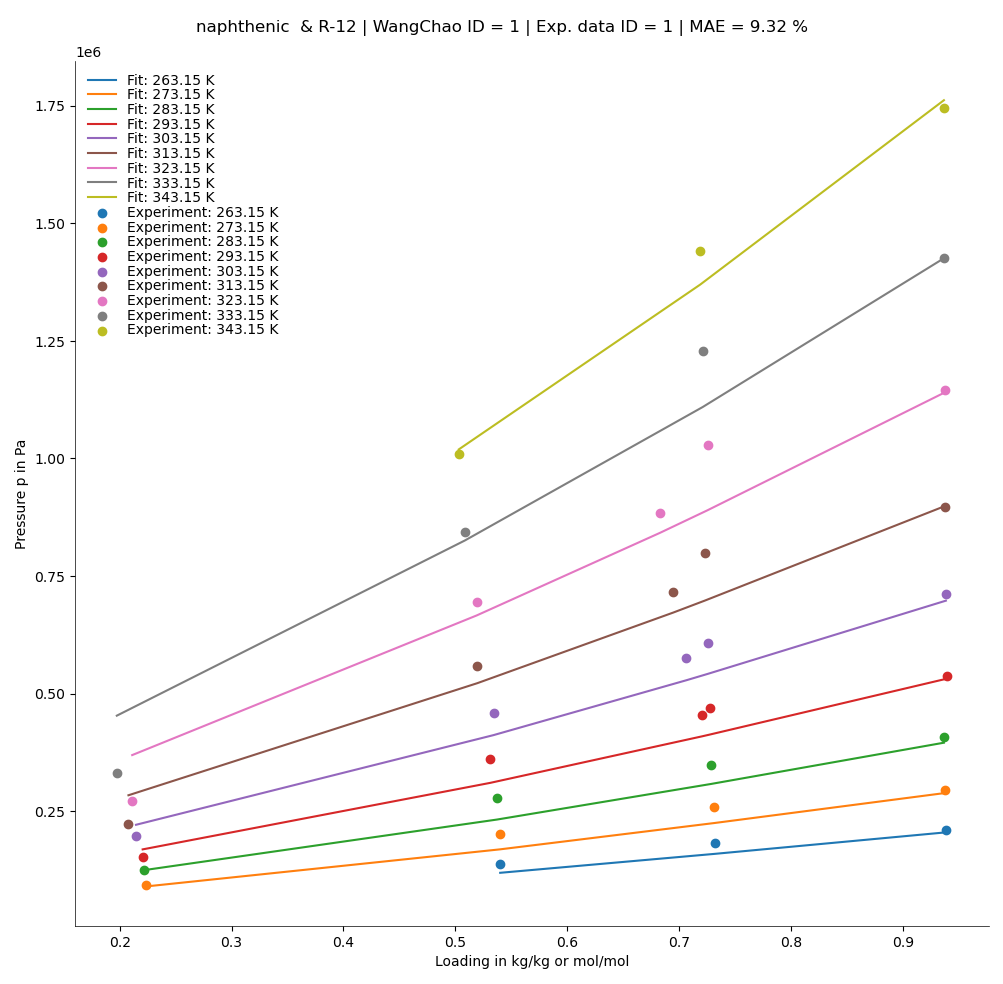 naphthenic  & R-12 | WangChao ID = 1 | Exp. data ID = 1 | MAE = 9.32 %
1e6
Fit: 263.15 K
Fit: 273.15 K
Fit: 283.15 K
Fit: 293.15 K
Fit: 303.15 K
Fit: 313.15 K
Fit: 323.15 K
Fit: 333.15 K
Fit: 343.15 K
Experiment: 263.15 K
Experiment: 273.15 K
Experiment: 283.15 K
Experiment: 293.15 K
Experiment: 303.15 K
Experiment: 313.15 K
Experiment: 323.15 K
Experiment: 333.15 K
Experiment: 343.15 K
1.75
1.50
1.25
1.00
0.75
0.50
0.25
Pressure p in Pa
0.2 0.3 0.4 0.5 0.6 0.7 0.8 0.9
Loading in kg/kg or mol/mol